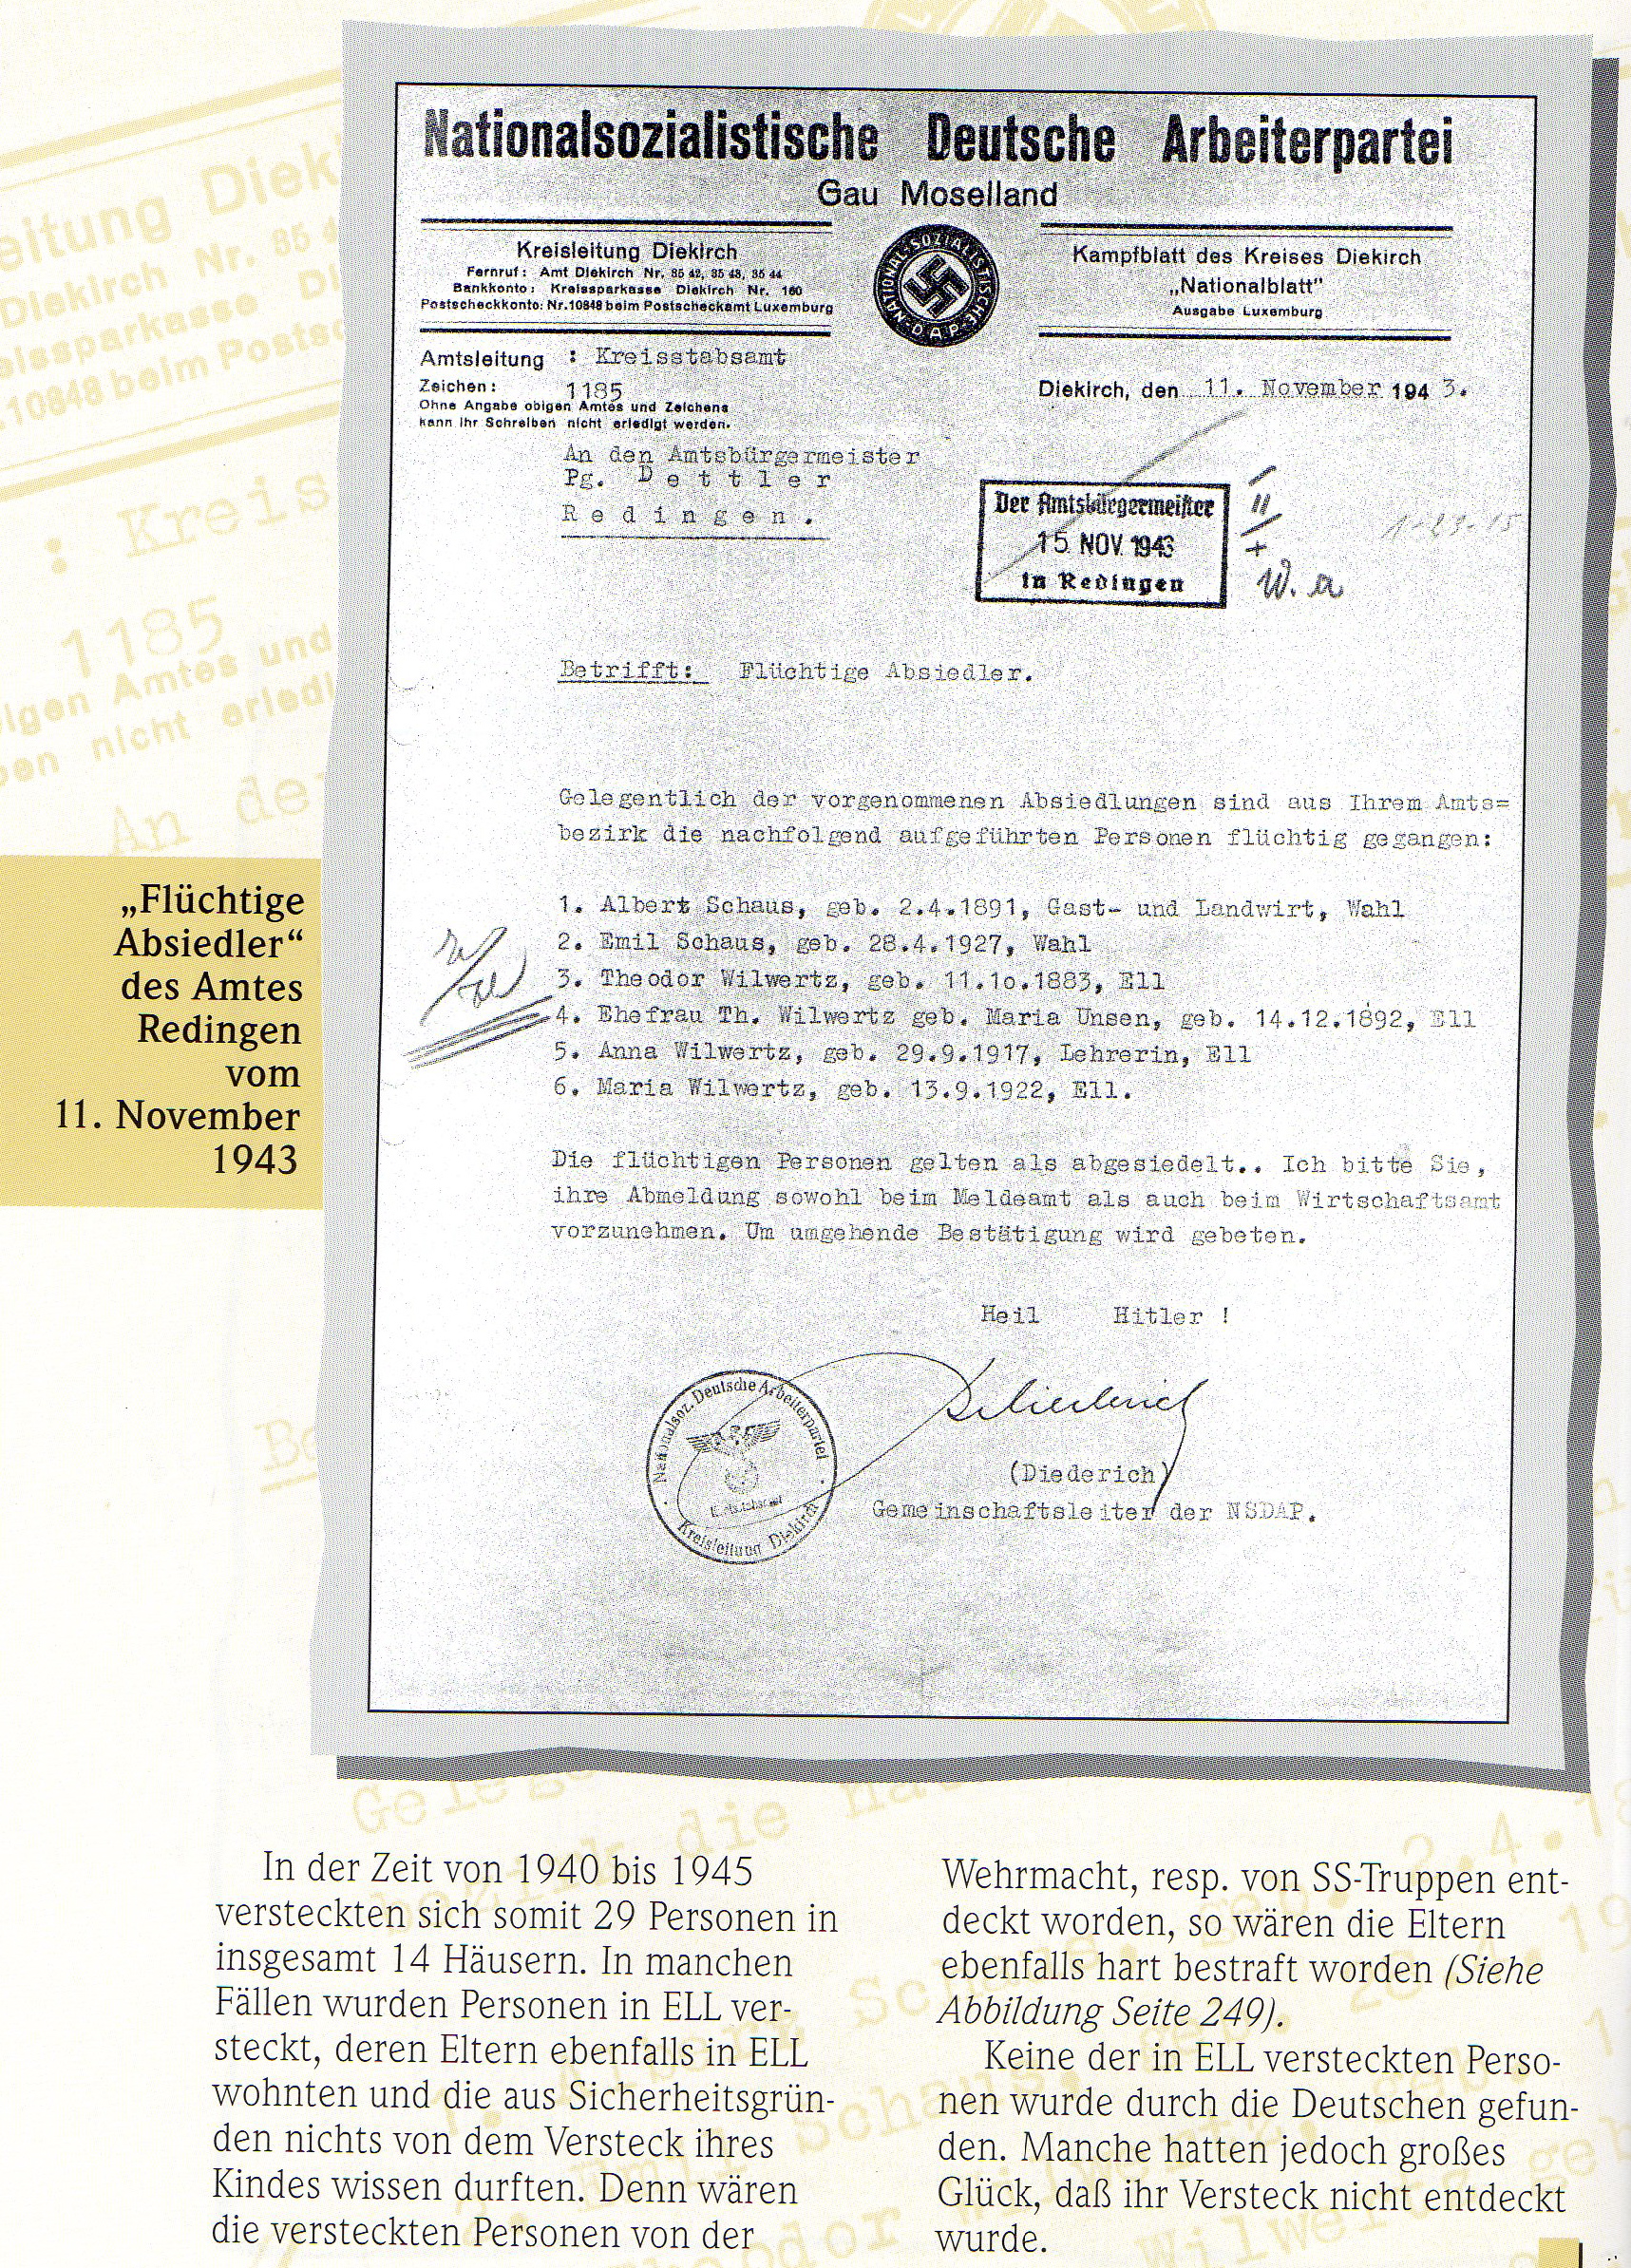 Nationalsozialistische Deutsche Arbeiterpartei
Gau Moselland
Kreisleitung Diekirch
Fernruf: Amt Diekirch Nr. 85 42, 85 43, 85 44
Bankkonto: Kreissparkasse Diekirch Nr. 160
Postscheckkonto: Nr. 10848 beim Postscheckamt Luxemburg
NATIONAL-SOZIALISTISCHE
D.A.P.
Kampfblatt des Kreises Diekirch
„Nationalblatt"
Ausgabe Luxemburg
Amtsleitung : Kreisstabsamt
Zeichen: 1185
Ohne Angabe obigen Amtes und Zeichens
kann Ihr Schreiben nicht erledigt werden.
Diekirch, den 11. November 1943.
An den Amtsbürgermeister
Pg. D e t t l e r
R e d i n g e n .
Der Amtsbürgermeister
15. NOV. 1943
in Redingen
W. a
Betrifft: Flüchtige Absiedler.
Gelegentlich der vorgenommenen Absiedlungen sind aus Ihrem Amts=
bezirk die nachfolgend aufgeführten Personen flüchtig gegangen:
1. Albert Schaus, geb. 2.4.1891, Gast- und Landwirt, Wahl
2. Emil Schaus, geb. 28.4.1927, Wahl
3. Theodor Wilwertz, geb. 11.1o.1883, Ell
4. Ehefrau Th. Wilwertz geb. Maria Unsen, geb. 14.12.1892, Ell
5. Anna Wilwertz, geb. 29.9.1917, Lehrerin, Ell
6. Maria Wilwertz, geb. 13.9.1922, Ell.
Die flüchtigen Personen gelten als abgesiedelt.. Ich bitte Sie,
ihre Abmeldung sowohl beim Meldeamt als auch beim Wirtschaftsamt
vorzunehmen. Um umgehende Bestätigung wird gebeten.
Heil Hitler !
Nationalsoz. Deutsche Arbeiterpartei
Kreisleitung Diekirch
(Diederich)
Gemeinschaftsleiter der NSDAP.
„Flüchtige
Absiedler“
des Amtes
Redingen
vom
11. November
1943
In der Zeit von 1940 bis 1945
versteckten sich somit 29 Personen in
insgesamt 14 Häusern. In manchen
Fällen wurden Personen in ELL ver-
steckt, deren Eltern ebenfalls in ELL
wohnten und die aus Sicherheitsgrün-
den nichts von dem Versteck ihres
Kindes wissen durften. Denn wären
die versteckten Personen von der
Wehrmacht, resp. von SS-Truppen ent-
deckt worden, so wären die Eltern
ebenfalls hart bestraft worden (Siehe
Abbildung Seite 249).
Keine der in ELL versteckten Perso-
nen wurde durch die Deutschen gefun-
den. Manche hatten jedoch großes
Glück, daß ihr Versteck nicht entdeckt
wurde.